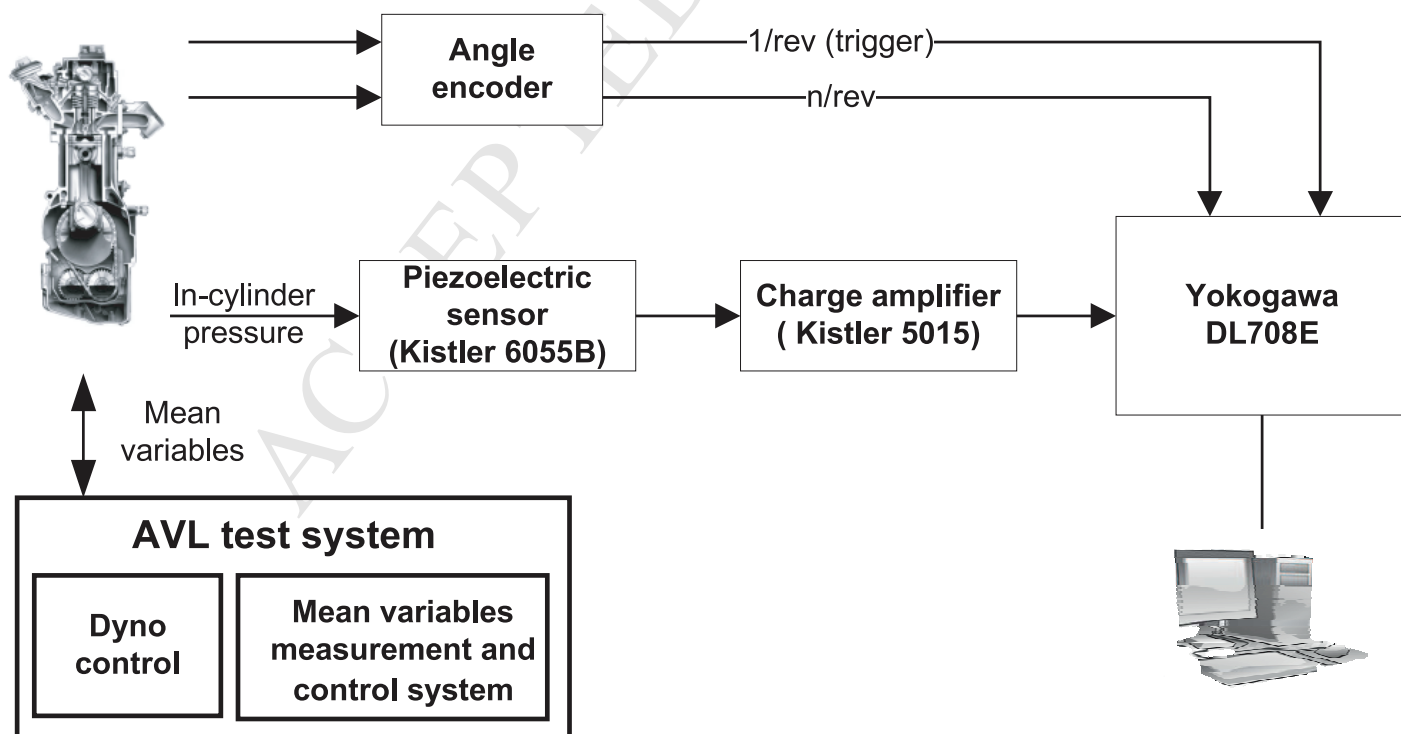 Angle
encoder
1/rev (trigger)
n/rev
In-cylinder
pressure
Piezoelectric
sensor
(Kistler 6055B)
Charge amplifier
( Kistler 5015)
Yokogawa
DL708E
Mean
variables
AVL test system
Dyno
control
Mean variables
measurement and
control system
ACCEPTED